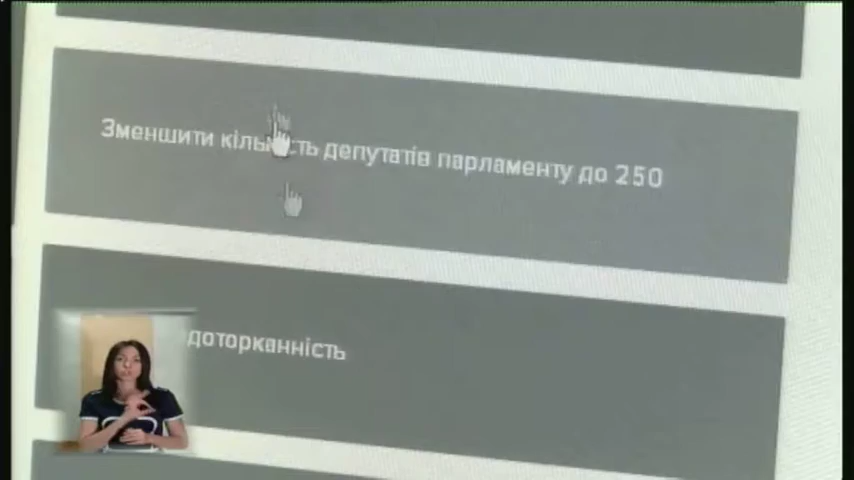 Зменшити кількість депутатів парламенту до 250
доторканність